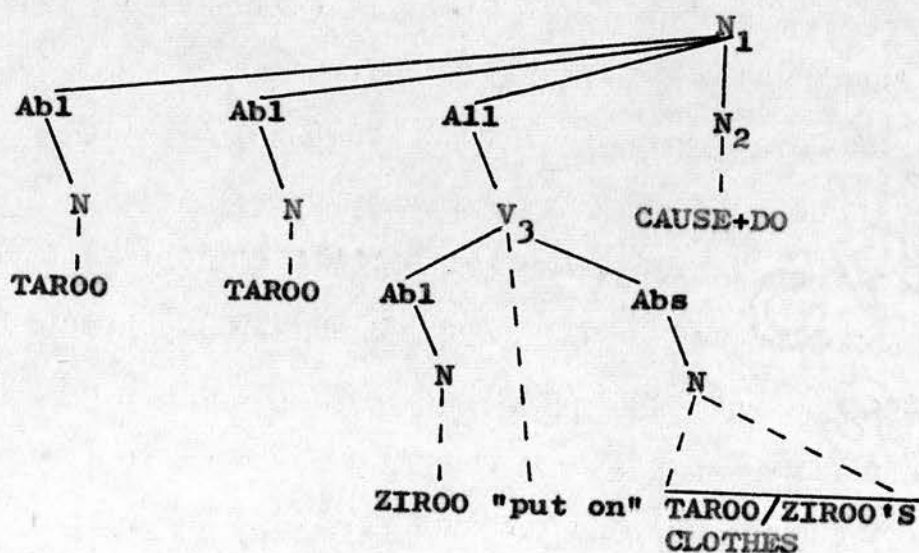 N1
Abl Abl All N2
N N V3 CAUSE+DO
TAROO TAROO Abl Abs
N N
ZIROO "put on" TAROO/ZIROO'S
CLOTHES